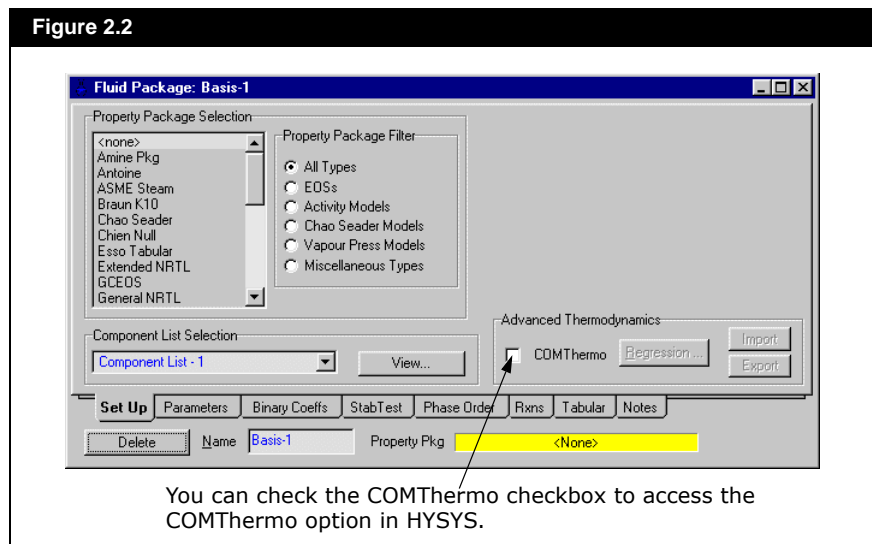 Figure 2.2
Fluid Package: Basis-1
Property Package Selection
<none>
Amine Pkg
Antoine
ASME Steam
Braun K10
Chao Seader
Chien Null
Esso Tabular
Extended NRTL
GCEOS
General NRTL
Property Package Filter
All Types
EOSs
Activity Models
Chao Seader Models
Vapour Press Models
Miscellaneous Types
Component List Selection
Component List - 1
View...
Advanced Thermodynamics
COMThermo
Regression ...
Import
Export
Set Up Parameters Binary Coeffs StabTest Phase Order Rxns Tabular Notes
Delete Name Basis-1 Property Pkg <None>
You can check the COMThermo checkbox to access the
COMThermo option in HYSYS.